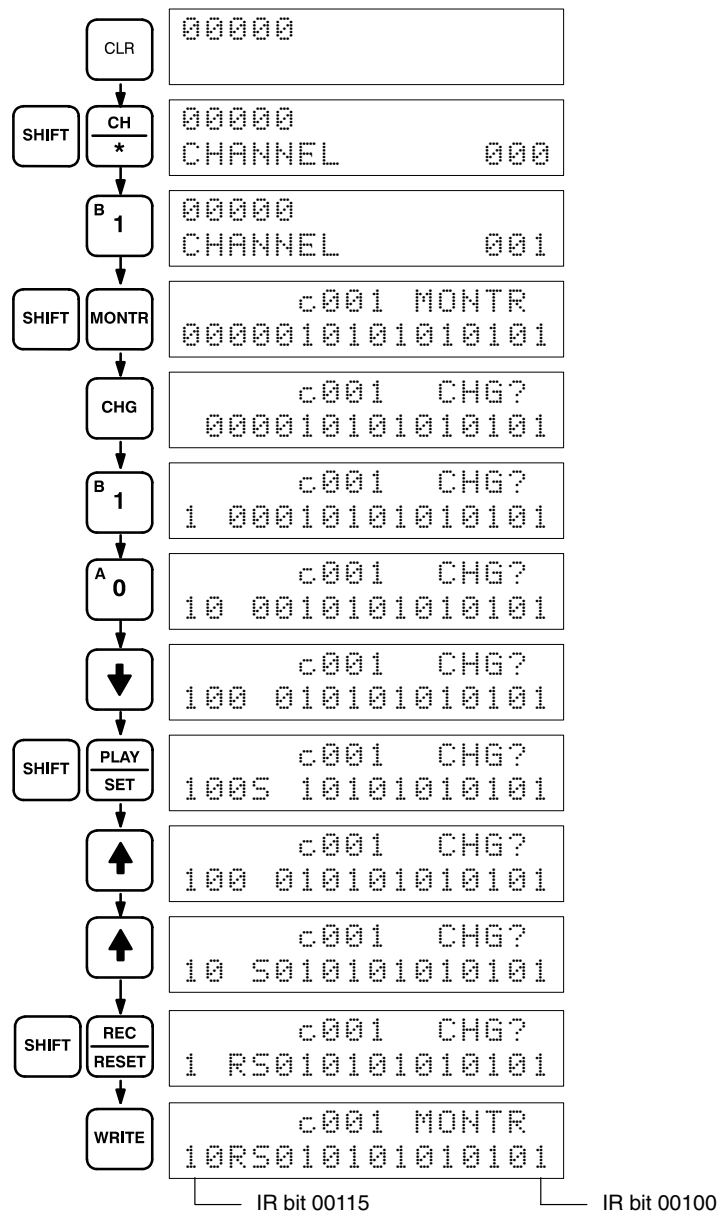 CLR
00000
SHIFT
CH
*
00000
CHANNEL 000
B 1
00000
CHANNEL 001
SHIFT
MONTR
c001 MONTR
0000010101010101
CHG
c001 CHG?
000010101010101
B 1
c001 CHG?
1 00010101010101
A 0
c001 CHG?
10 0010101010101
c001 CHG?
100 010101010101
SHIFT
PLAY
SET
c001 CHG?
100S 10101010101
c001 CHG?
100 010101010101
c001 CHG?
10 S010101010101
SHIFT
REC
RESET
c001 CHG?
1 RS010101010101
WRITE
c001 MONTR
10RS010101010101
IR bit 00115
IR bit 00100